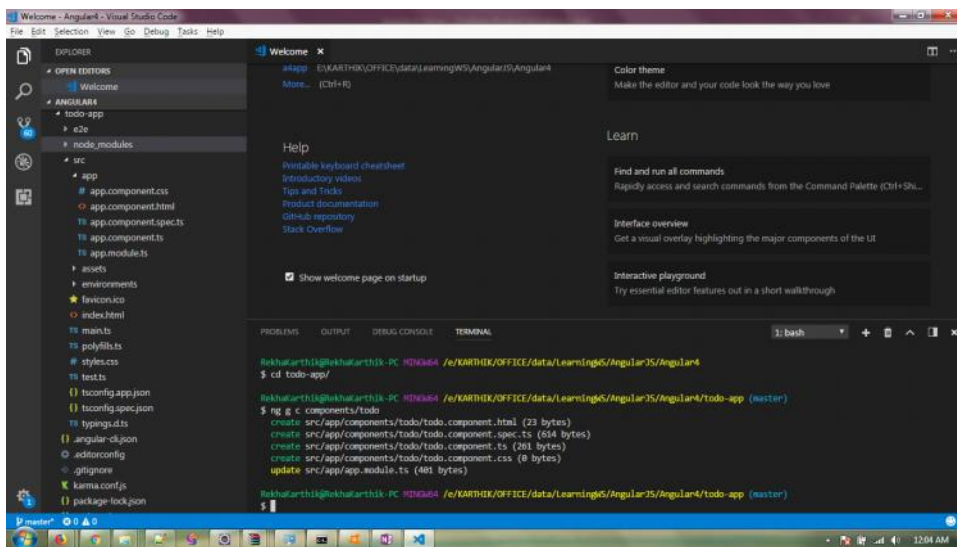 Welcome - Angular4 - Visual Studio Code
File Edit Selection View Go Debug Tasks Help
EXPLORER
OPEN EDITORS
Welcome
ANGULAR4
todo-app
e2e
node_modules
src
app
app.component.css
app.component.html
app.component.spec.ts
app.component.ts
app.module.ts
assets
environments
favicon.ico
index.html
main.ts
polyfills.ts
styles.css
test.ts
tsconfig.app.json
tsconfig.spec.json
typings.d.ts
.angular-cli.json
.editorconfig
.gitignore
karma.conf.js
package-lock.json
Welcome
a4app E:\KARTHIK\OFFICE\data\LearningWS\AngularJS\Angular4
More... (Ctrl+R)
Help
Printable keyboard cheatsheet
Introductory videos
Tips and Tricks
Product documentation
GitHub repository
Stack Overflow
Show welcome page on startup
Color theme
Make the editor and your code look the way you love
Learn
Find and run all commands
Rapidly access and search commands from the Command Palette (Ctrl+Shi...
Interface overview
Get a visual overlay highlighting the major components of the UI
Interactive playground
Try essential editor features out in a short walkthrough
PROBLEMS OUTPUT DEBUG CONSOLE TERMINAL 1: bash
RekhaKarthik@RekhaKarthik-PC MINGW64 /e/KARTHIK/OFFICE/data/LearningWS/AngularJS/Angular4
$ cd todo-app/
RekhaKarthik@RekhaKarthik-PC MINGW64 /e/KARTHIK/OFFICE/data/LearningWS/AngularJS/Angular4/todo-app (master)
$ ng g c components/todo
create src/app/components/todo/todo.component.html (23 bytes)
create src/app/components/todo/todo.component.spec.ts (614 bytes)
create src/app/components/todo/todo.component.ts (261 bytes)
create src/app/components/todo/todo.component.css (0 bytes)
update src/app/app.module.ts (401 bytes)
RekhaKarthik@RekhaKarthik-PC MINGW64 /e/KARTHIK/OFFICE/data/LearningWS/AngularJS/Angular4/todo-app (master)
$
master* 0 0
12:04 AM